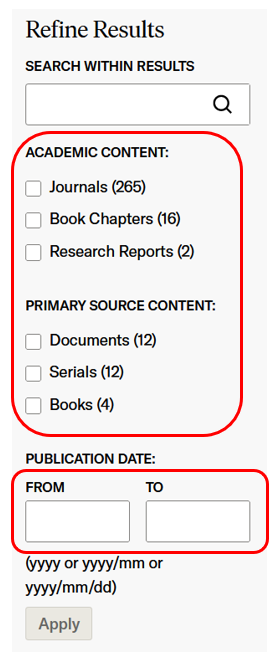 Refine Results
SEARCH WITHIN RESULTS
ACADEMIC CONTENT:
Journals (265)
Book Chapters (16)
Research Reports (2)
PRIMARY SOURCE CONTENT:
Documents (12)
Serials (12)
Books (4)
PUBLICATION DATE:
FROM TO
(yyyy or yyyy/mm or
yyyy/mm/dd)
Apply